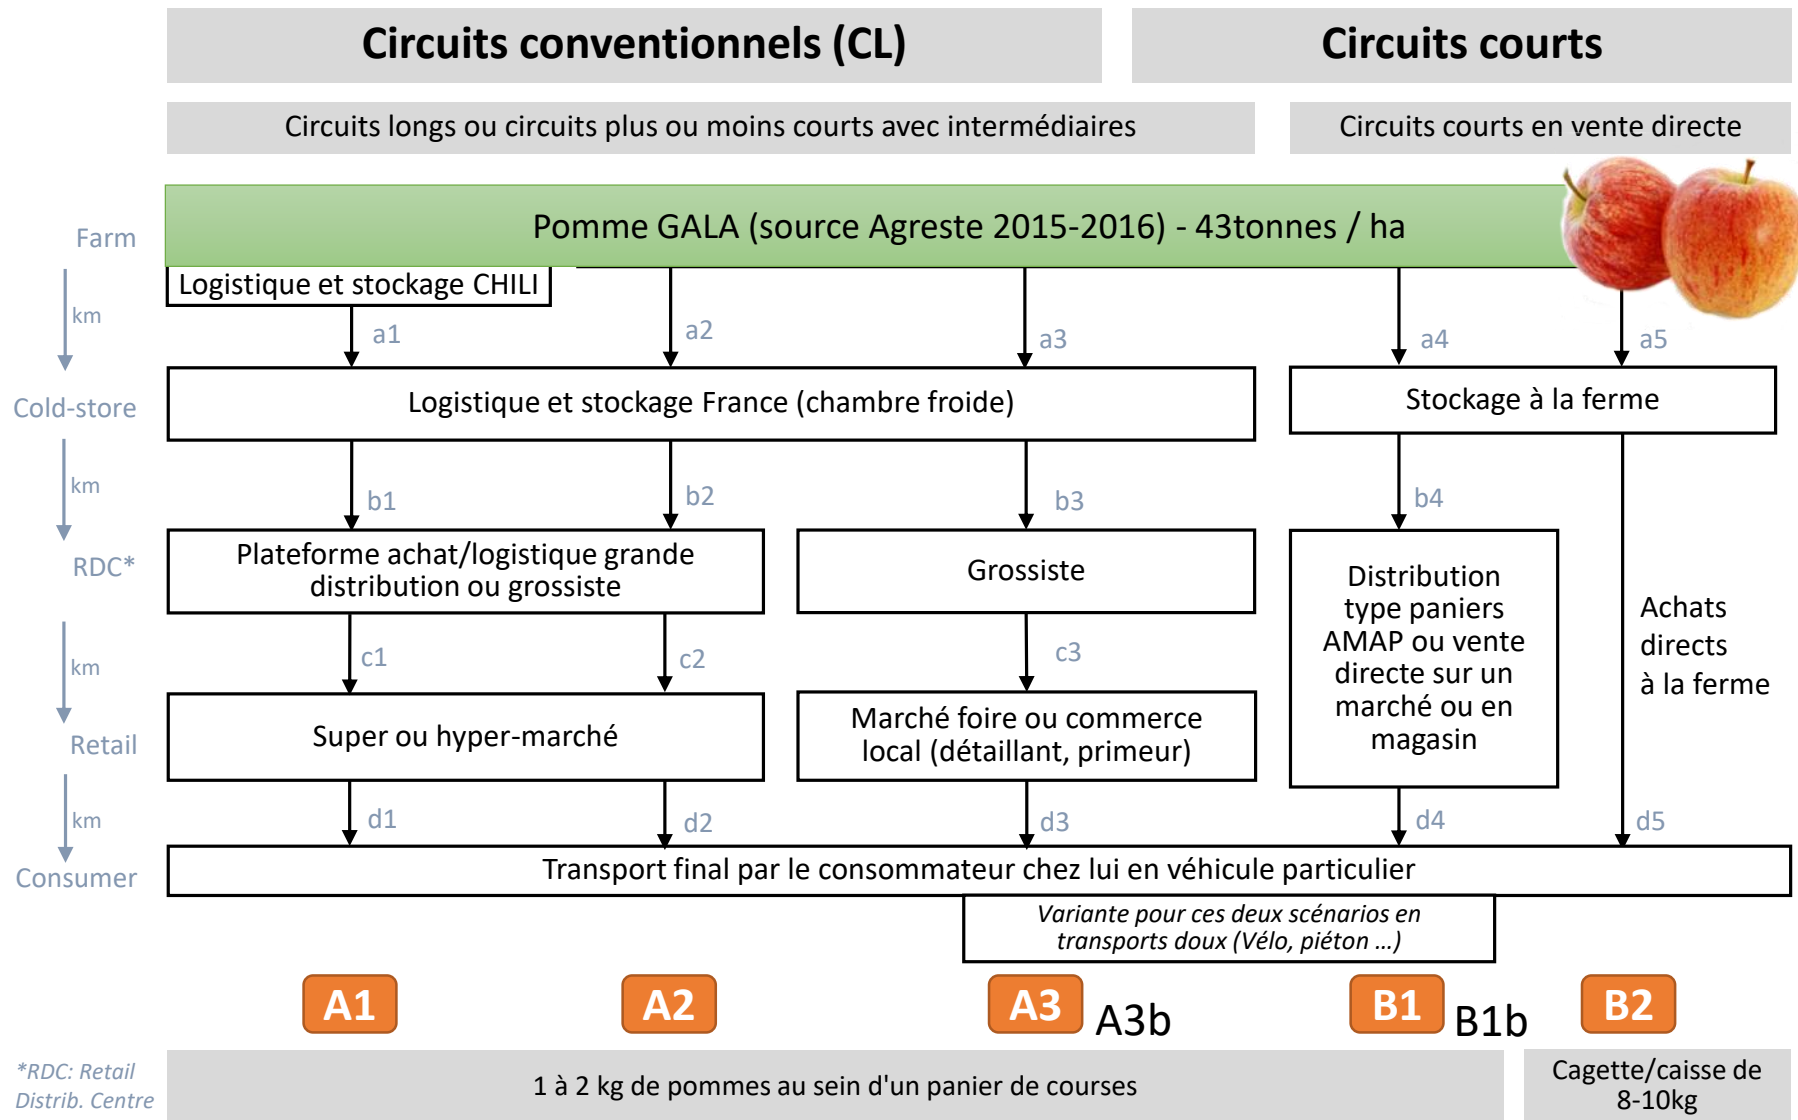 Circuits conventionnels (CL)
Circuits courts
Circuits longs ou circuits plus ou moins courts avec intermédiaires
Circuits courts en vente directe
Farm
Pomme GALA (source Agreste 2015-2016) - 43tonnes / ha
Logistique et stockage CHILI
km
a1
a2
a3
a4
a5
Cold-store
Logistique et stockage France (chambre froide)
Stockage à la ferme
km
b1
b2
b3
b4
RDC*
Plateforme achat/logistique grande
distribution ou grossiste
Grossiste
Distribution
type paniers
AMAP ou vente
directe sur un
marché ou en
magasin
Achats
directs
à la ferme
km
c1
c2
c3
Retail
Super ou hyper-marché
Marché foire ou commerce
local (détaillant, primeur)
km
d1
d2
d3
d4
d5
Consumer
Transport final par le consommateur chez lui en véhicule particulier
Variante pour ces deux scénarios en
transports doux (Vélo, piéton ...)
A1
A2
A3
A3b
B1
B1b
B2
*RDC: Retail
Distrib. Centre
1 à 2 kg de pommes au sein d'un panier de courses
Cagette/caisse de
8-10kg